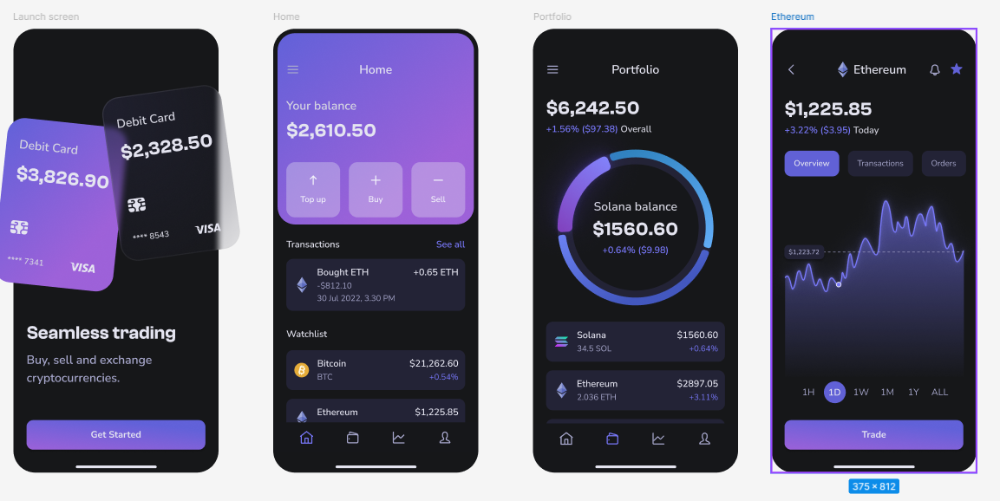 Launch screen
Debit Card
$2,328.50
**** 8543
VISA
Debit Card
$3,826.90
**** 7341
VISA
Seamless trading
Buy, sell and exchange
cryptocurrencies.
Get Started
Home
Home
Your balance
$2,610.50
Top up
Buy
Sell
Transactions
See all
Bought ETH
+0.65 ETH
-$812.10
30 Jul 2022, 3.30 PM
Watchlist
Bitcoin
$21,262.60
BTC
+0.54%
Ethereum
$1,225.85
Portfolio
Portfolio
$6,242.50
+1.56% ($97.38) Overall
Solana balance
$1560.60
+0.64% ($9.98)
Solana
$1560.60
34.5 SOL
+0.64%
Ethereum
$2897.05
2.036 ETH
+3.11%
Ethereum
Ethereum
$1,225.85
+3.22% ($3.95) Today
Overview
Transactions
Orders
$1,223.72
1H 1D 1W 1M 1Y ALL
Trade
375 × 812